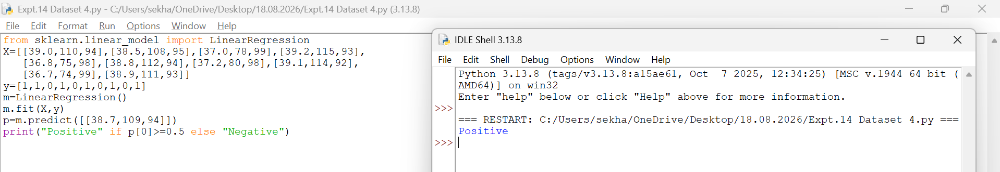 Expt.14 Dataset 4.py - C:/Users/sekha/OneDrive/Desktop/18.08.2026/Expt.14 Dataset 4.py (3.13.8)
File Edit Format Run Options Window Help
from sklearn.linear_model import LinearRegression
X=[[39.0,110,94],[38.5,108,95],[37.0,78,99],[39.2,115,93],
[36.8,75,98],[38.8,112,94],[37.2,80,98],[39.1,114,92],
[36.7,74,99],[38.9,111,93]]
y=[1,1,0,1,0,1,0,1,0,1]
m=LinearRegression()
m.fit(X,y)
p=m.predict([[38.7,109,94]])
print("Positive" if p[0]>=0.5 else "Negative")
IDLE Shell 3.13.8
File Edit Shell Debug Options Window Help
Python 3.13.8 (tags/v3.13.8:a15ae61, Oct  7 2025, 12:34:25) [MSC v.1944 64 bit (
AMD64)] on win32
Enter "help" below or click "Help" above for more information.
>>>
=== RESTART: C:/Users/sekha/OneDrive/Desktop/18.08.2026/Expt.14 Dataset 4.py ===
Positive
>>>